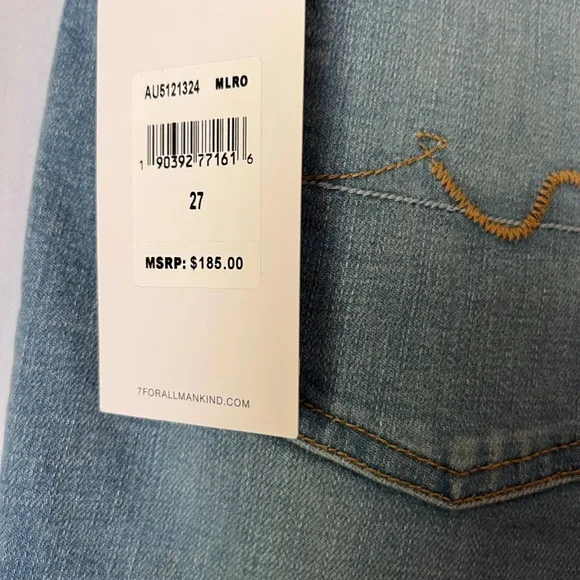 AU5121324 MLRO
1 90392 77161 6
27
MSRP: $185.00
7FORALLMANKIND.COM